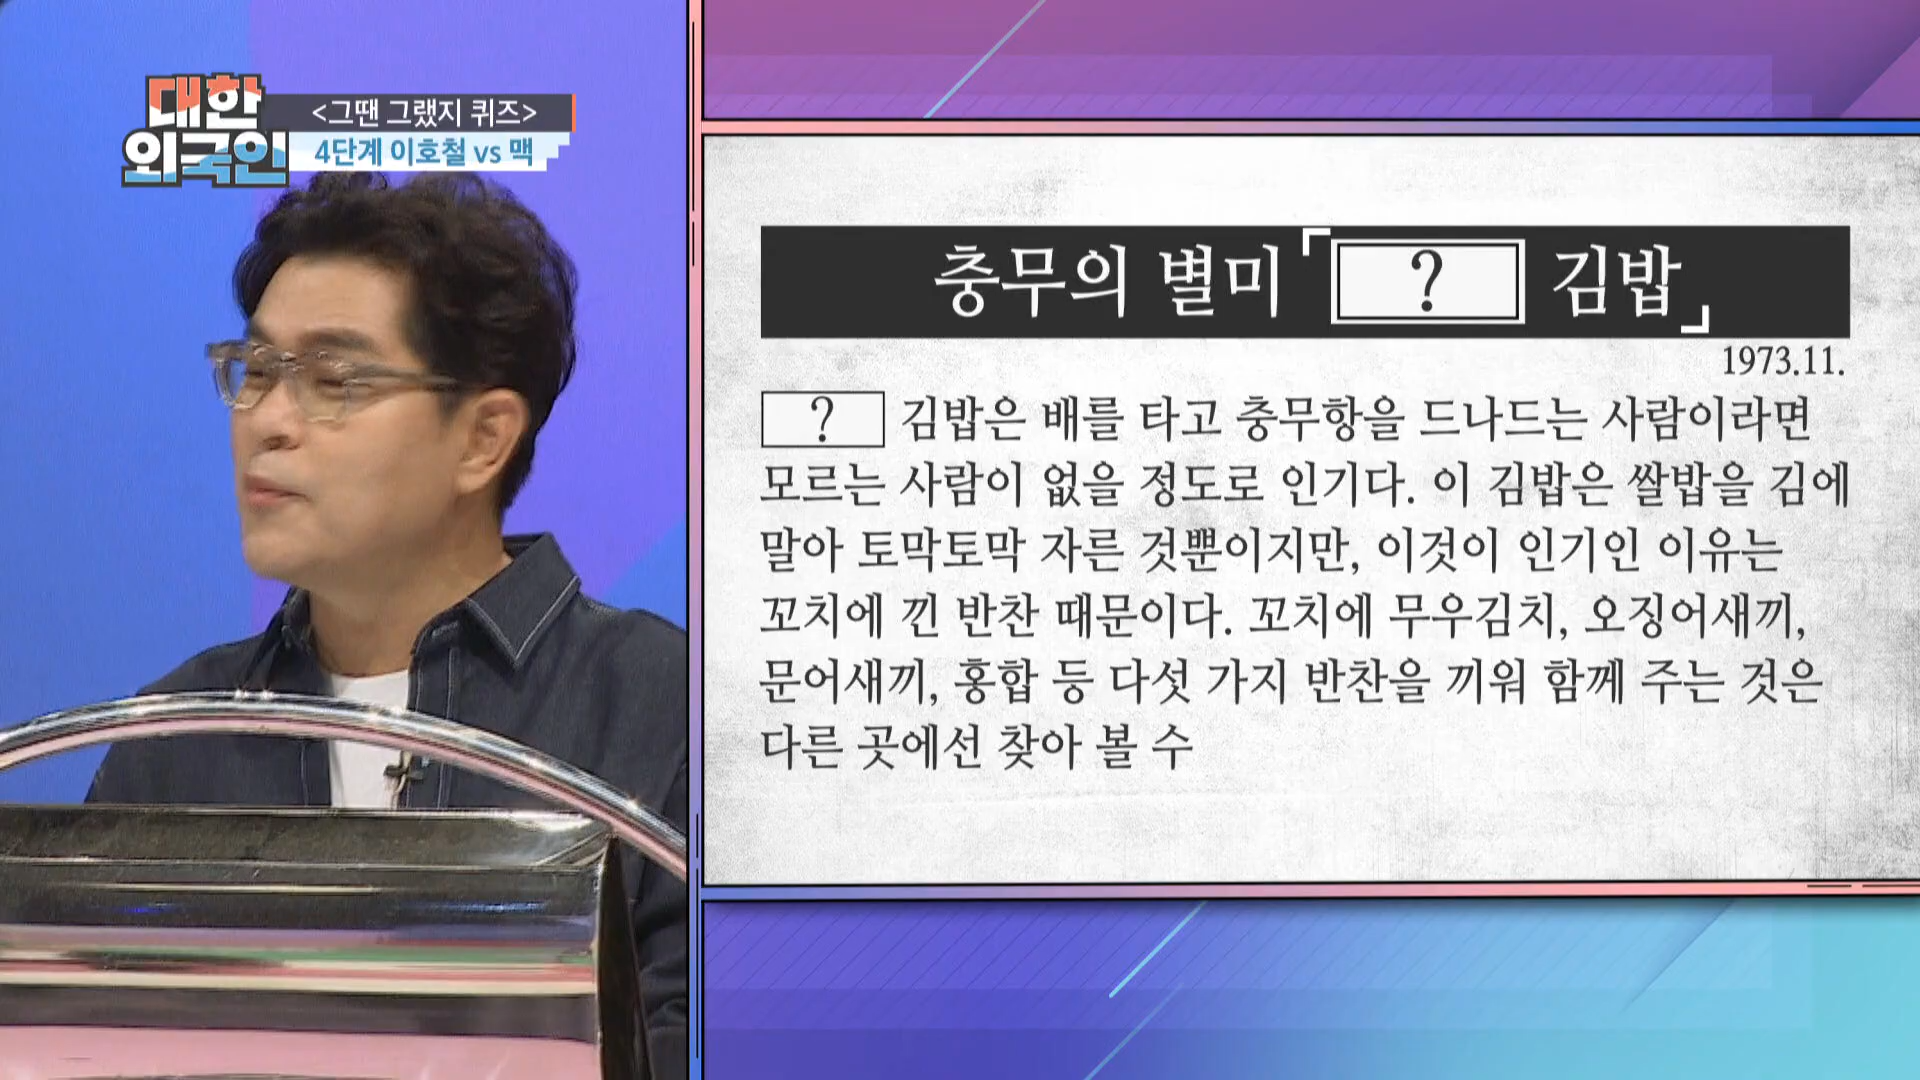 대한
외국인
<그땐 그랬지 퀴즈>
4단계 이호철 vs 맥
충무의 별미 「 ? 김밥」
1973.11.
? 김밥은 배를 타고 충무항을 드나드는 사람이라면
모르는 사람이 없을 정도로 인기다. 이 김밥은 쌀밥을 김에
말아 토막토막 자른 것뿐이지만, 이것이 인기인 이유는
꼬치에 낀 반찬 때문이다. 꼬치에 무우김치, 오징어새끼,
문어새끼, 홍합 등 다섯 가지 반찬을 끼워 함께 주는 것은
다른 곳에선 찾아 볼 수